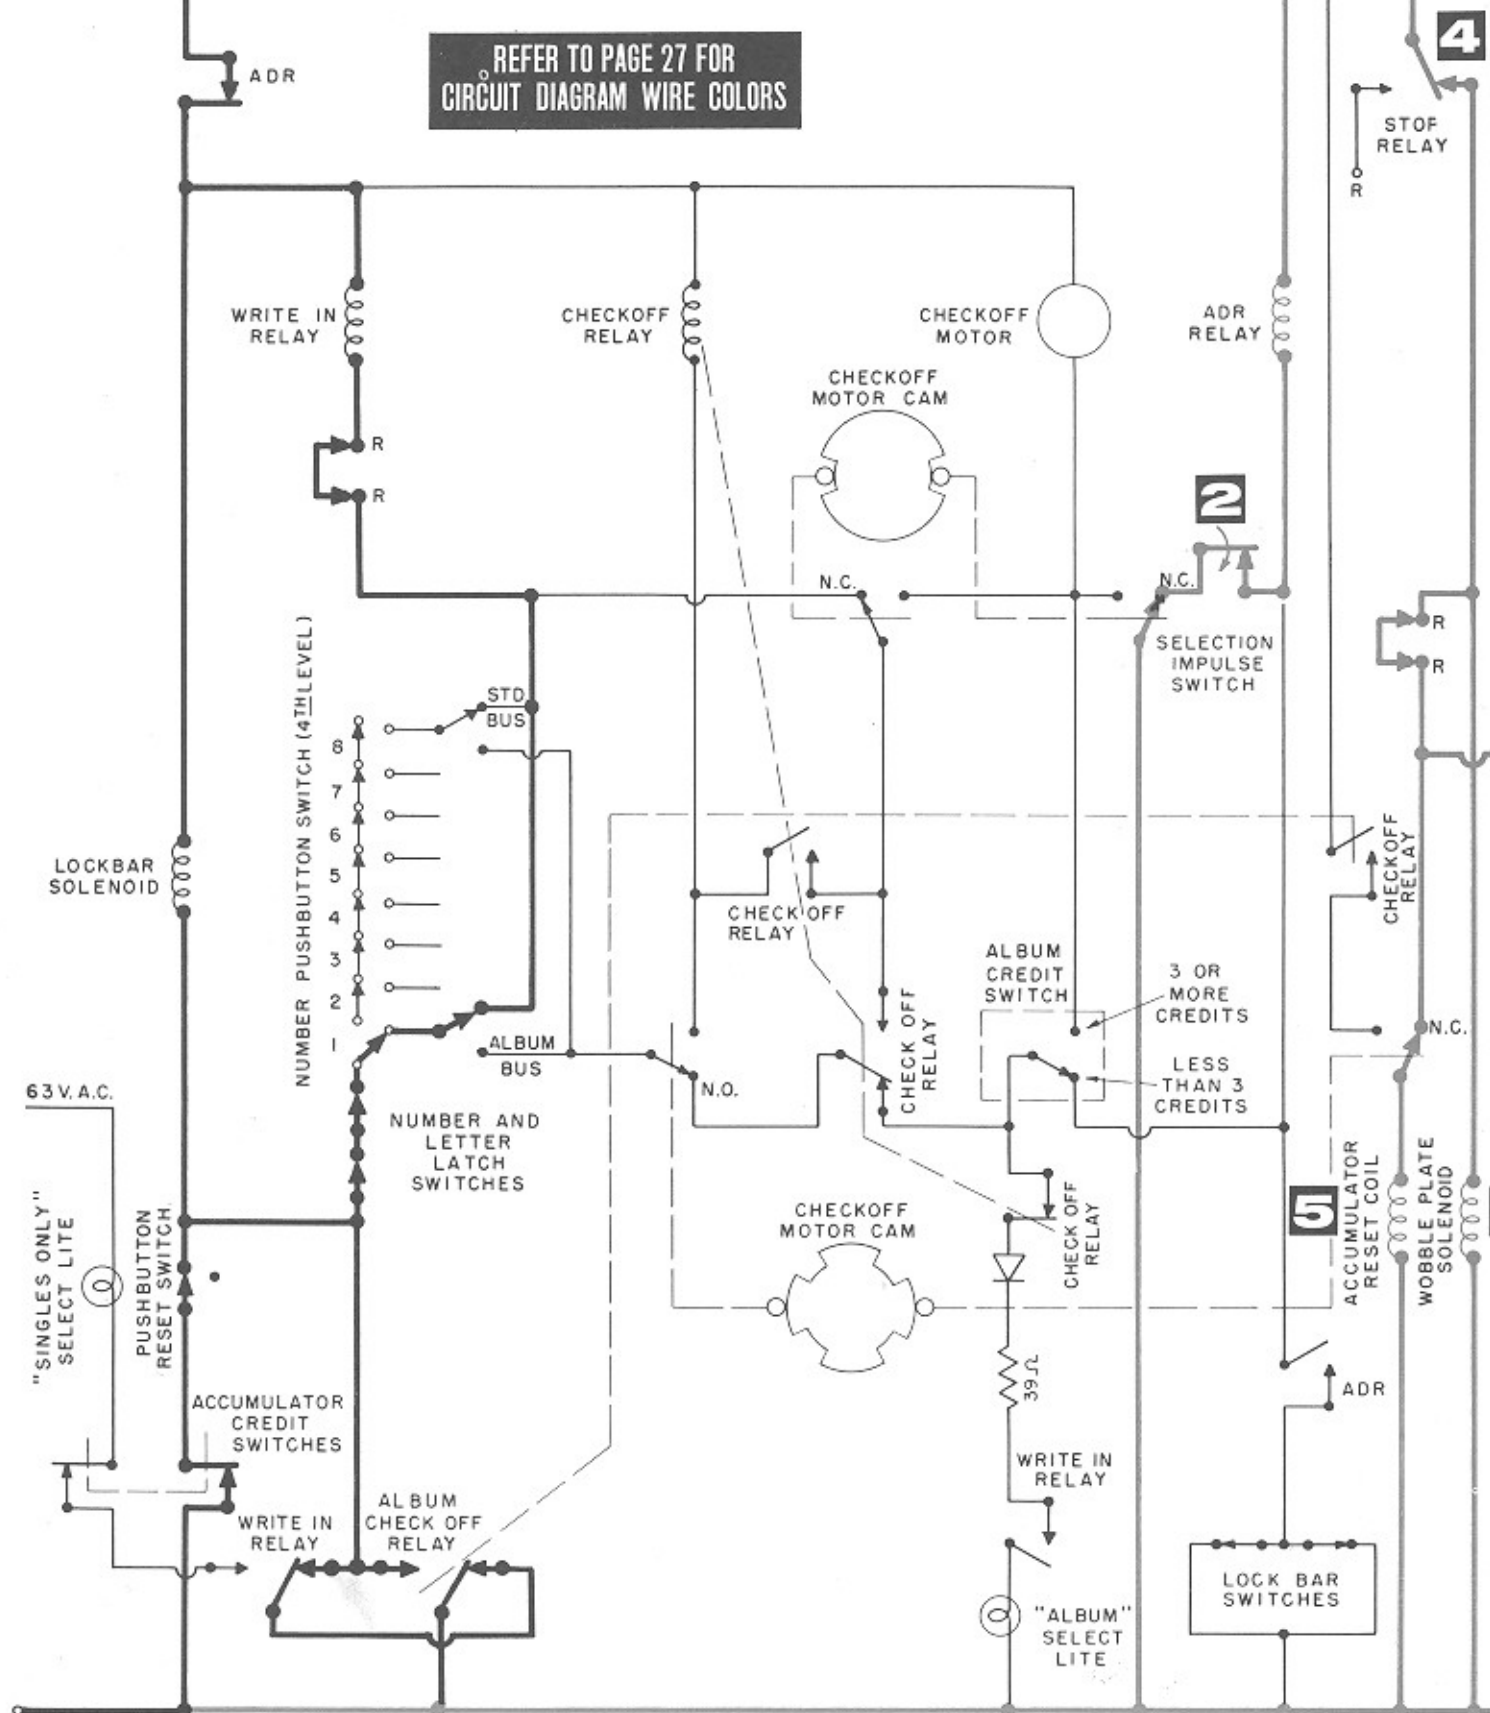 4
REFER TO PAGE 27 FOR
CIRCUIT DIAGRAM WIRE COLORS
ADR
STOP
RELAY
R
WRITE IN
RELAY
CHECKOFF
RELAY
CHECKOFF
MOTOR
ADR
RELAY
CHECKOFF
MOTOR CAM
R
R
2
N.C.
N.C.
SELECTION
IMPULSE
SWITCH
R
R
NUMBER PUSHBUTTON SWITCH (4TH LEVEL)
STD
BUS
8
7
6
5
4
3
2
1
LOCKBAR
SOLENOID
CHECKOFF
RELAY
CHECK OFF
RELAY
ALBUM
CREDIT
SWITCH
3 OR
MORE
CREDITS
CHECK OFF
RELAY
N.C.
ALBUM
BUS
LESS
THAN 3
CREDITS
N.O.
63 V. A.C.
NUMBER AND
LETTER
LATCH
SWITCHES
ACCUMULATOR
RESET COIL
WOBBLE PLATE
SOLENOID
5
CHECKOFF
MOTOR CAM
CHECK OFF
RELAY
"SINGLES ONLY"
SELECT LITE
PUSHBUTTON
RESET SWITCH.
39Ω
ADR
ACCUMULATOR
CREDIT
SWITCHES
WRITE IN
RELAY
WRITE IN
RELAY
ALBUM
CHECK OFF
RELAY
LOCK BAR
SWITCHES
"ALBUM"
SELECT
LITE